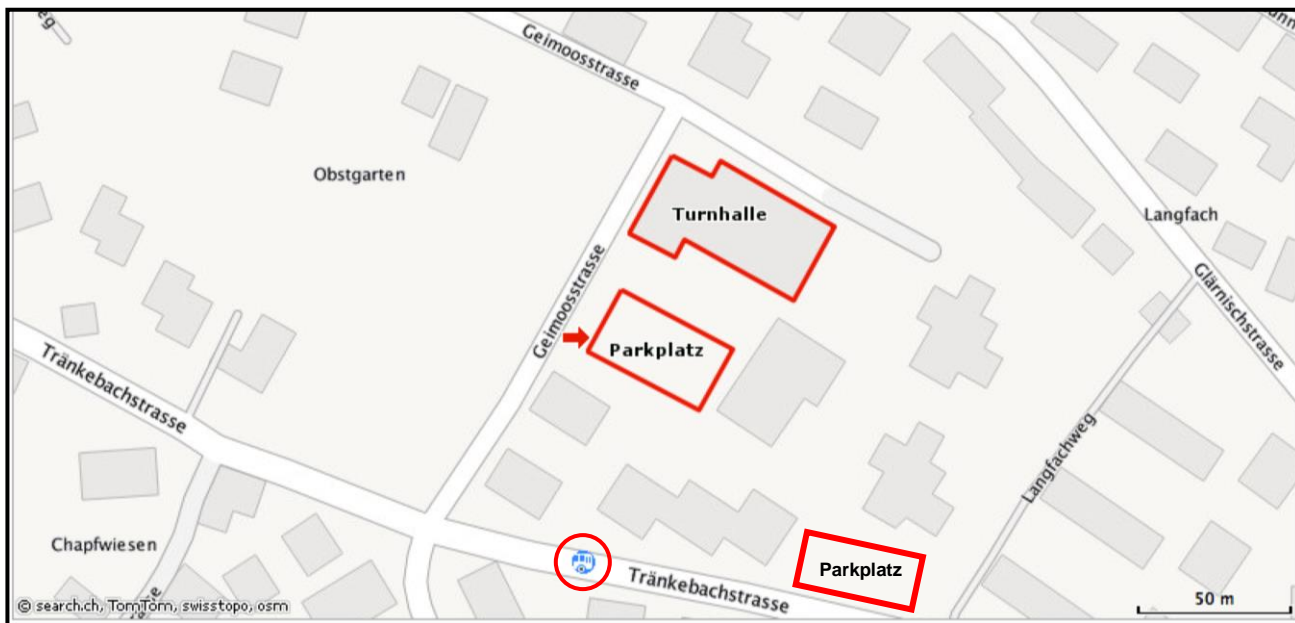 Geimoosstrasse
Obstgarten
Turnhalle
Langfach
Geimoosstrasse
Glärnischstrasse
Parkplatz
Tränkebachstrasse
Langfachweg
Chapfwiesen
Parkplatz
Tränkebachstrasse
© search.ch, TomTom, swisstopo, osm
50 m